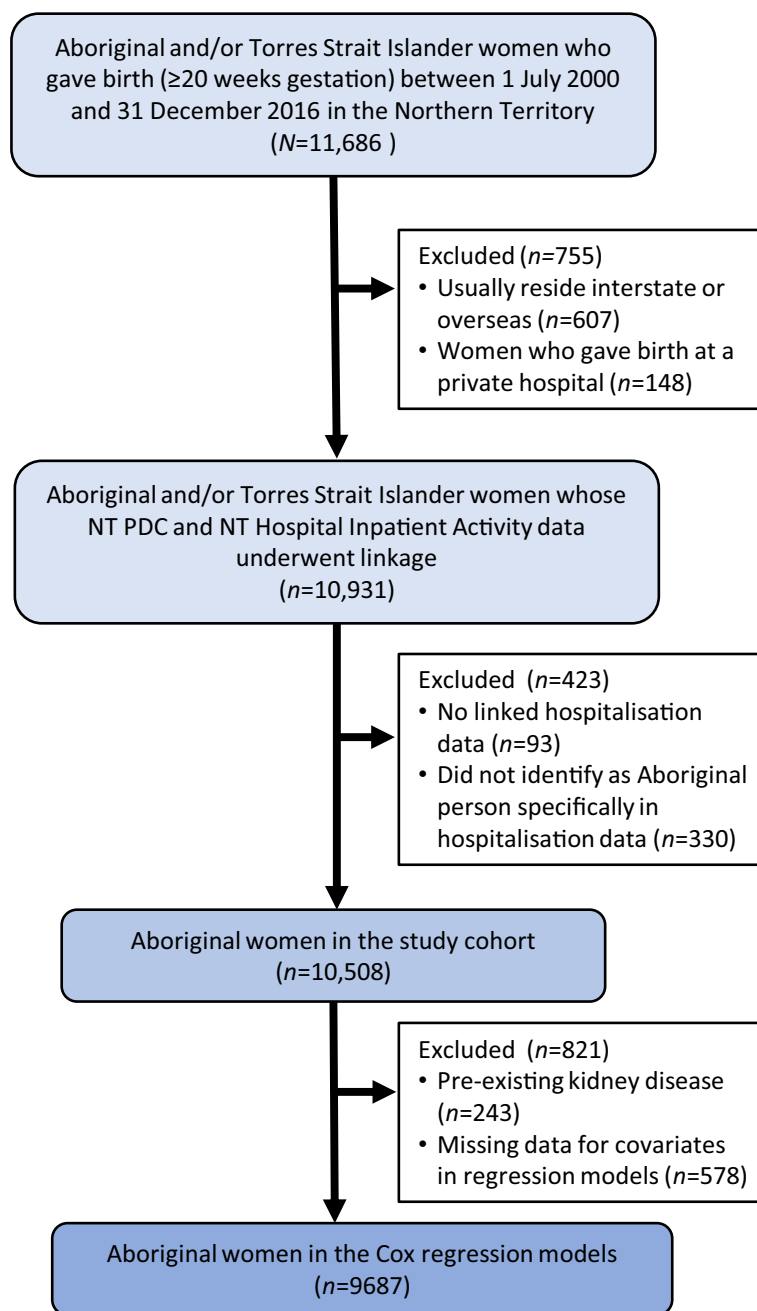 Aboriginal and/or Torres Strait Islander women who
gave birth (≥20 weeks gestation) between 1 July 2000
and 31 December 2016 in the Northern Territory
(N=11,686 )
Excluded (n=755)
• Usually reside interstate or
overseas (n=607)
• Women who gave birth at a
private hospital (n=148)
Aboriginal and/or Torres Strait Islander women whose
NT PDC and NT Hospital Inpatient Activity data
underwent linkage
(n=10,931)
Excluded (n=423)
• No linked hospitalisation
data (n=93)
• Did not identify as Aboriginal
person specifically in
hospitalisation data (n=330)
Aboriginal women in the study cohort
(n=10,508)
Excluded (n=821)
• Pre-existing kidney disease
(n=243)
• Missing data for covariates
in regression models (n=578)
Aboriginal women in the Cox regression models
(n=9687)